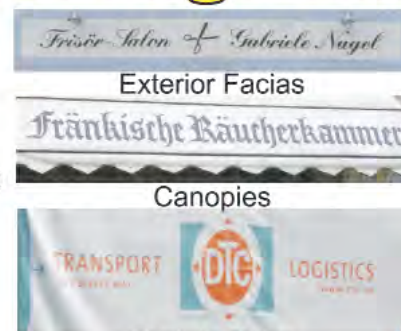 Frisör-Salon Gabriele Nagel
Exterior Facias
Fränkische Räucherkammer
Canopies
TRANSPORT DTC LOGISTICS